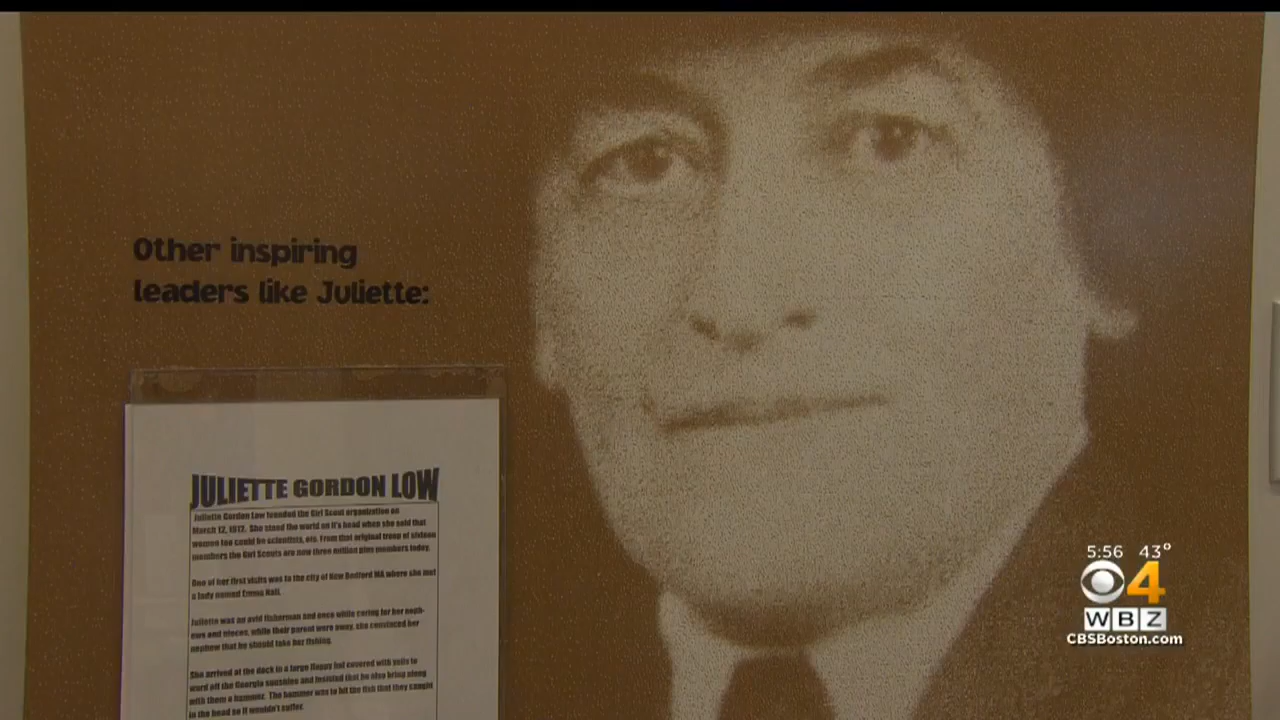 Other inspiring
leaders like Juliette:
JULIETTE GORDON LOW
Juliette Gordon Low founded the Girl Scout organization on
March 12, 1912. She stood the world on it's head when she said that
women too could be scientists, etc. From that original troop of sixteen
members the Girl Scouts are now three million plus members today.
One of her first visits was to the city of New Bedford MA where she met
a lady named Emma Hall.
Juliette was an avid fisherman and once while caring for her neph-
ews and nieces, while their parent were away, she convinced her
nephew that he should take her fishing.
She arrived at the dock in a large floppy hat covered with veils to
ward off the Georgia sunshine and insisted that he also bring along
with them a hammer. The hammer was to hit the fish that they caught
in the head so it wouldn't suffer.
5:56 43°
4
WBZ
CBSBoston.com